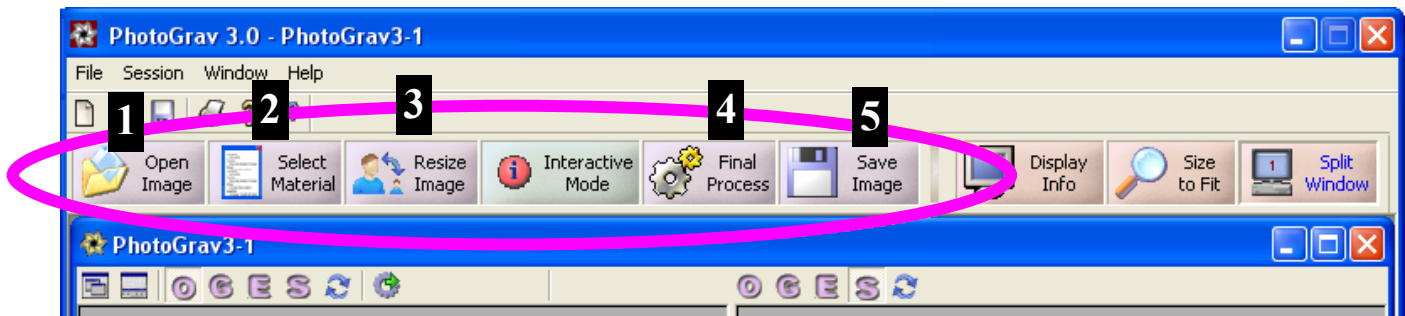 PhotoGrav 3.0 - PhotoGrav3-1
File Session Window Help
1 2 3 4 5
Open Image
Select Material
Resize Image
Interactive Mode
Final Process
Save Image
Display Info
Size to Fit
1
Split Window
PhotoGrav3-1
O G E S
O G E S